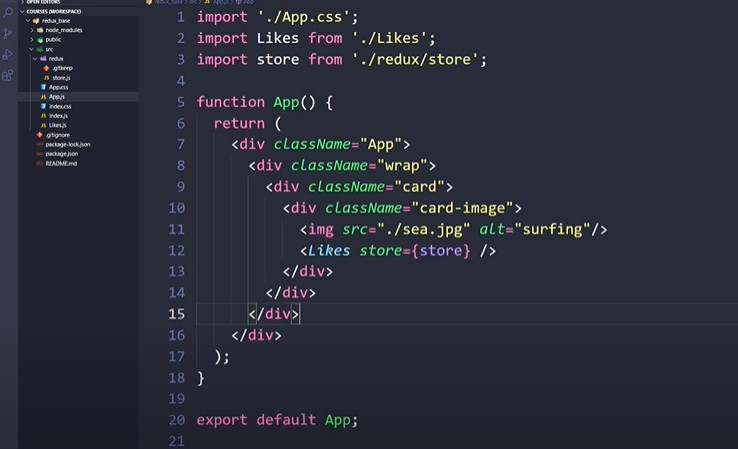 OPEN EDITORS
COURSES (WORKSPACE)
redux_base
node_modules
public
src
redux
.gitkeep
store.js
App.css
App.js
index.css
index.js
Likes.js
.gitignore
package-lock.json
package.json
README.md
redux_base > src > App.js > App
1 import './App.css';
2 import Likes from './Likes';
3 import store from './redux/store';
4
5 function App() {
6 return (
7 <div className="App">
8 <div className="wrap">
9 <div className="card">
10 <div className="card-image">
11 <img src="./sea.jpg" alt="surfing"/>
12 <Likes store={store} />
13 </div>
14 </div>
15 </div>
16 </div>
17 );
18 }
19
20 export default App;
21